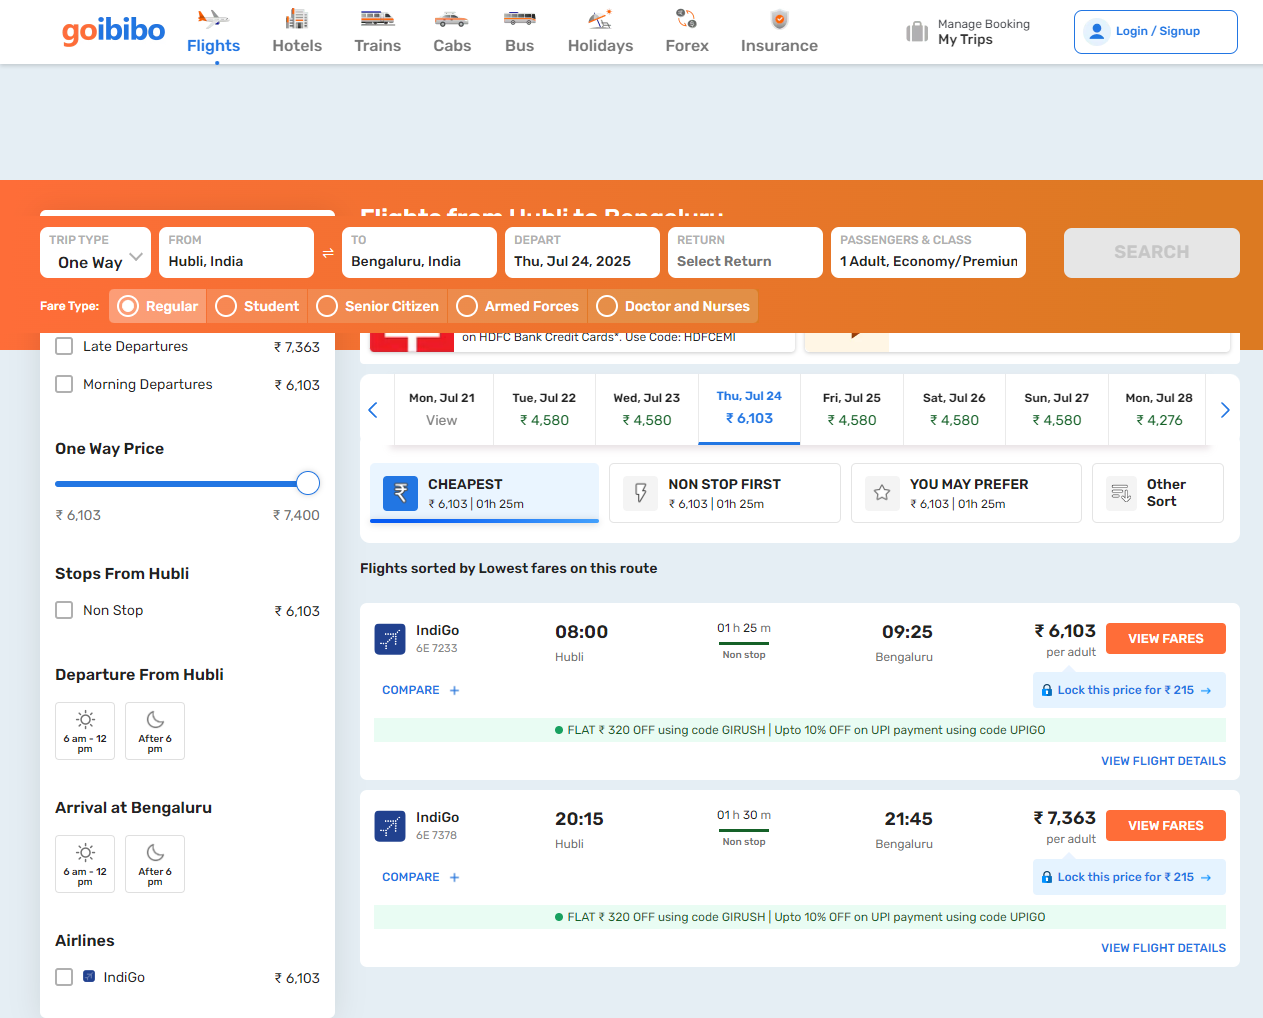 goibibo
Flights
Hotels
Trains
Cabs
Bus
Holidays
Forex
Insurance
Manage Booking
My Trips
Login / Signup
Flights from Hubli to Bengaluru
TRIP TYPE
One Way
FROM
Hubli, India
TO
Bengaluru, India
DEPART
Thu, Jul 24, 2025
RETURN
Select Return
PASSENGERS & CLASS
1 Adult, Economy/Premiun
SEARCH
Fare Type:
Regular
Student
Senior Citizen
Armed Forces
Doctor and Nurses
on HDFC Bank Credit Cards*. Use Code: HDFCEMI
Late Departures ₹ 7,363
Morning Departures ₹ 6,103
One Way Price
₹ 6,103 ₹ 7,400
Stops From Hubli
Non Stop ₹ 6,103
Departure From Hubli
6 am - 12
pm
After 6
pm
Arrival at Bengaluru
6 am - 12
pm
After 6
pm
Airlines
IndiGo ₹ 6,103
Mon, Jul 21
View
Tue, Jul 22
₹ 4,580
Wed, Jul 23
₹ 4,580
Thu, Jul 24
₹ 6,103
Fri, Jul 25
₹ 4,580
Sat, Jul 26
₹ 4,580
Sun, Jul 27
₹ 4,580
Mon, Jul 28
₹ 4,276
CHEAPEST
₹ 6,103 | 01h 25m
NON STOP FIRST
₹ 6,103 | 01h 25m
YOU MAY PREFER
₹ 6,103 | 01h 25m
Other
Sort
Flights sorted by Lowest fares on this route
IndiGo
6E 7233
08:00
Hubli
01 h 25 m
Non stop
09:25
Bengaluru
₹ 6,103
per adult
VIEW FARES
COMPARE +
Lock this price for ₹ 215 →
FLAT ₹ 320 OFF using code GIRUSH | Upto 10% OFF on UPI payment using code UPIGO
VIEW FLIGHT DETAILS
IndiGo
6E 7378
20:15
Hubli
01 h 30 m
Non stop
21:45
Bengaluru
₹ 7,363
per adult
VIEW FARES
COMPARE +
Lock this price for ₹ 215 →
FLAT ₹ 320 OFF using code GIRUSH | Upto 10% OFF on UPI payment using code UPIGO
VIEW FLIGHT DETAILS